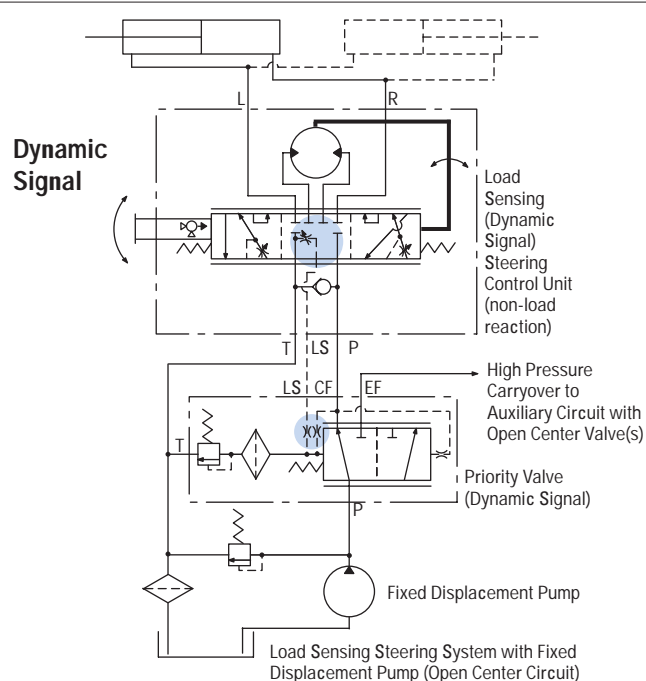 L
R
Dynamic
Signal
Load
Sensing
(Dynamic
Signal)
Steering
Control Unit
(non-load
reaction)
T LS P
LS CF EF
High Pressure
Carryover to
Auxiliary Circuit with
Open Center Valve(s)
T
Priority Valve
(Dynamic Signal)
P
Fixed Displacement Pump
Load Sensing Steering System with Fixed
Displacement Pump (Open Center Circuit)